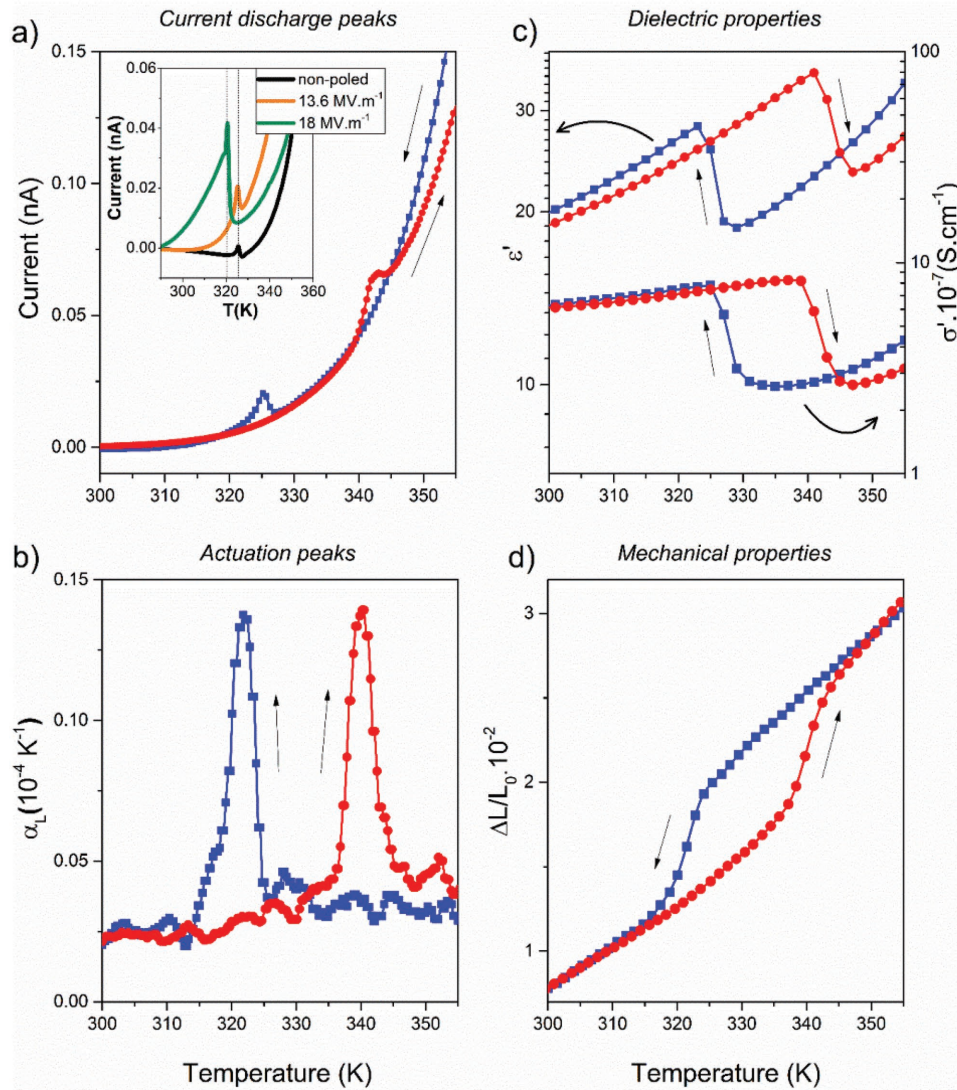 Current discharge peaks
a)
0.15
0.10
0.05
0.00
Current (nA)
300 310 320 330 340 350
0.06
0.04
0.02
0.00
Current (nA)
non-poled
13.6 MV.m⁻¹
18 MV.m⁻¹
300 320 340 360
T(K)
Dielectric properties
c)
30
20
10
ε'
100
10
1
σ'.10⁻⁷(S.cm⁻¹)
300 310 320 330 340 350
Actuation peaks
b)
0.15
0.10
0.05
0.00
α_L(10⁻⁴ K⁻¹)
300 310 320 330 340 350
Temperature (K)
Mechanical properties
d)
3
2
1
ΔL/L₀.10⁻²
300 310 320 330 340 350
Temperature (K)